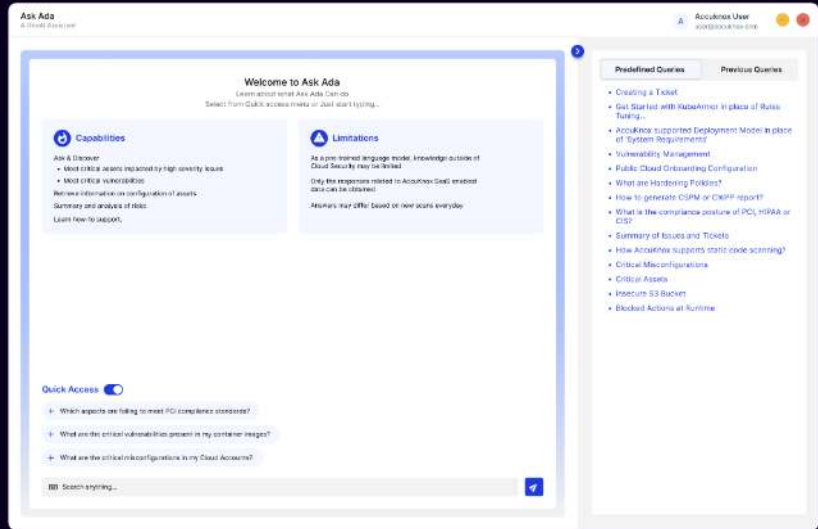 Ask Ada
A GenAI Assistant
A
Accuknox User
user@accuknox.com
Welcome to Ask Ada
Learn about what Ask Ada Can do
Select from Quick access menu or Just start typing...
Capabilities
Ask & Discover
• Most critical assets impacted by high severity issues
• Most critical vulnerabilities
Retrieve information on configuration of assets
Summary and analysis of risks
Learn how-to support.
Limitations
As a pre-trained language model, knowledge outside of
Cloud Security may be limited
Only the responses related to AccuKnox SaaS enabled
data can be obtained
Answers may differ based on new scans everyday
Quick Access
+ Which aspects are failing to meet PCI compliance standards?
+ What are the critical vulnerabilities present in my container images?
+ What are the critical misconfigurations in my Cloud Accounts?
Search anything...
Predefined Queries
Previous Queries
• Creating a Ticket
• Get Started with KubeArmor in place of Rules
Tuning...
• AccuKnox supported Deployment Model in place
of 'System Requirements'
• Vulnerability Management
• Public Cloud Onboarding Configuration
• What are Hardening Policies?
• How to generate CSPM or CWPP report?
• What is the compliance posture of PCI, HIPAA or
CIS?
• Summary of Issues and Tickets
• How AccuKnox supports static code scanning?
• Critical Misconfigurations
• Critical Assets
• Insecure S3 Bucket
• Blocked Actions at Runtime